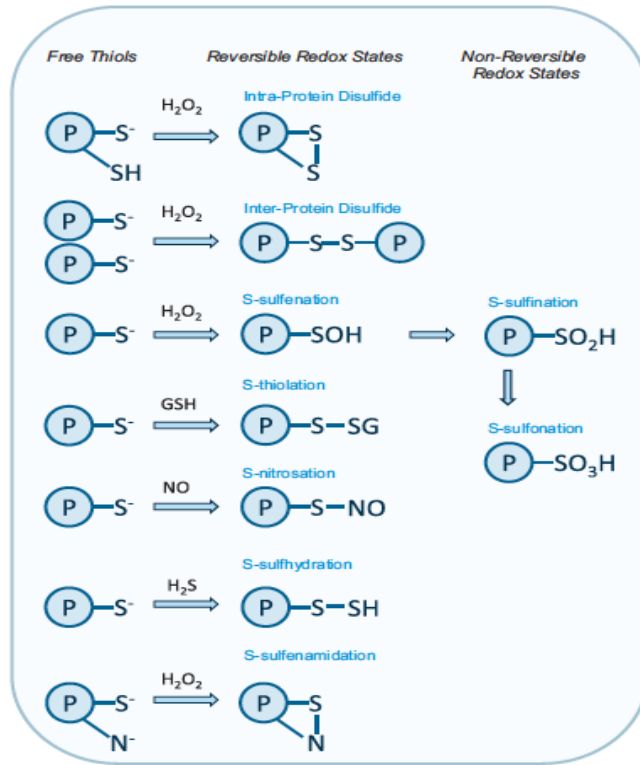 Free Thiols Reversible Redox States Non-Reversible
Redox States
H₂O₂ Intra-Protein Disulfide
P S⁻ P S
SH S
H₂O₂ Inter-Protein Disulfide
P S⁻
P S S P
P S⁻
H₂O₂ S-sulfenation S-sulfination
P S⁻ P SOH P SO₂H
GSH S-thiolation
P S⁻ P S SG
S-sulfonation
P SO₃H
NO S-nitrosation
P S⁻ P S NO
H₂S S-sulfhydration
P S⁻ P S SH
S-sulfenamidation
H₂O₂
P S⁻ P S
N⁻ N